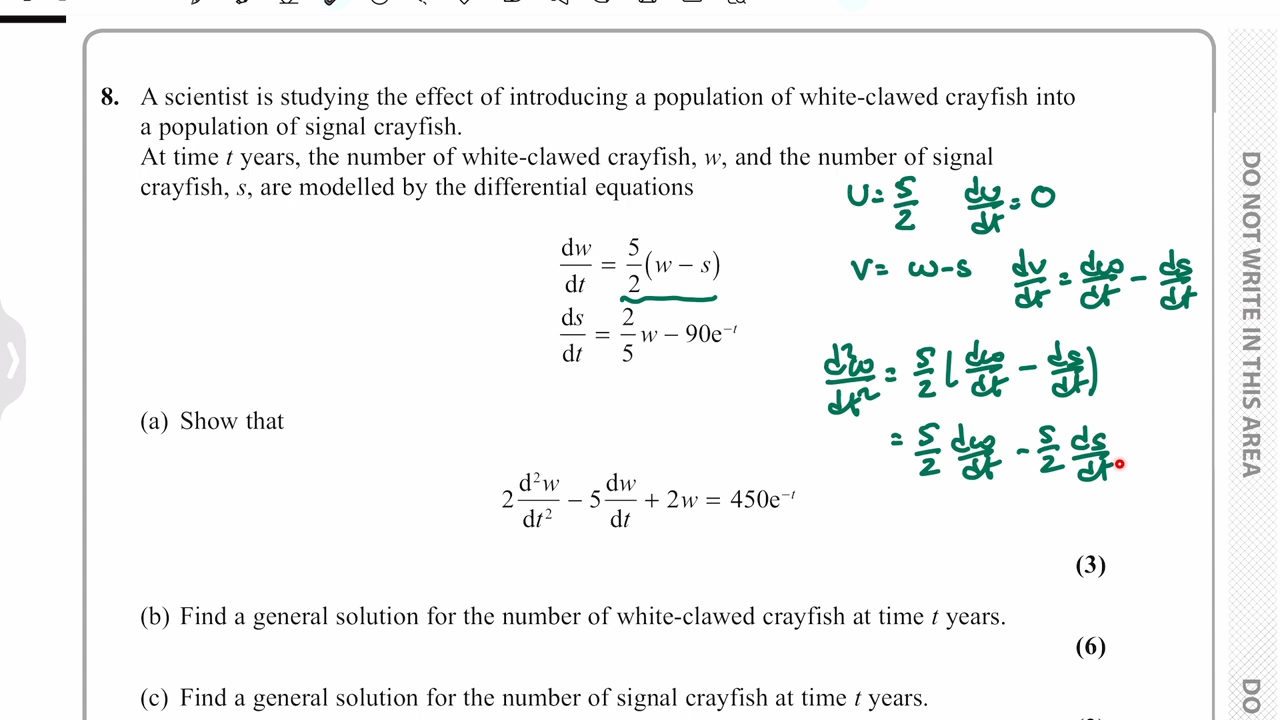 8. A scientist is studying the effect of introducing a population of white-clawed crayfish into
a population of signal crayfish.
At time t years, the number of white-clawed crayfish, w, and the number of signal
crayfish, s, are modelled by the differential equations
U = 5/2 du/dt = 0
dw/dt = 5/2 (w − s)
V = w − s dv/dt = dw/dt − ds/dt
ds/dt = 2/5 w − 90e⁻ᵗ
d²w/dt² = 5/2 (dw/dt − ds/dt)
(a) Show that
= 5/2 dw/dt − 5/2 ds/dt
2 d²w/dt² − 5 dw/dt + 2w = 450e⁻ᵗ
(3)
(b) Find a general solution for the number of white-clawed crayfish at time t years.
(6)
(c) Find a general solution for the number of signal crayfish at time t years.
DO NOT WRITE IN THIS AREA
DO